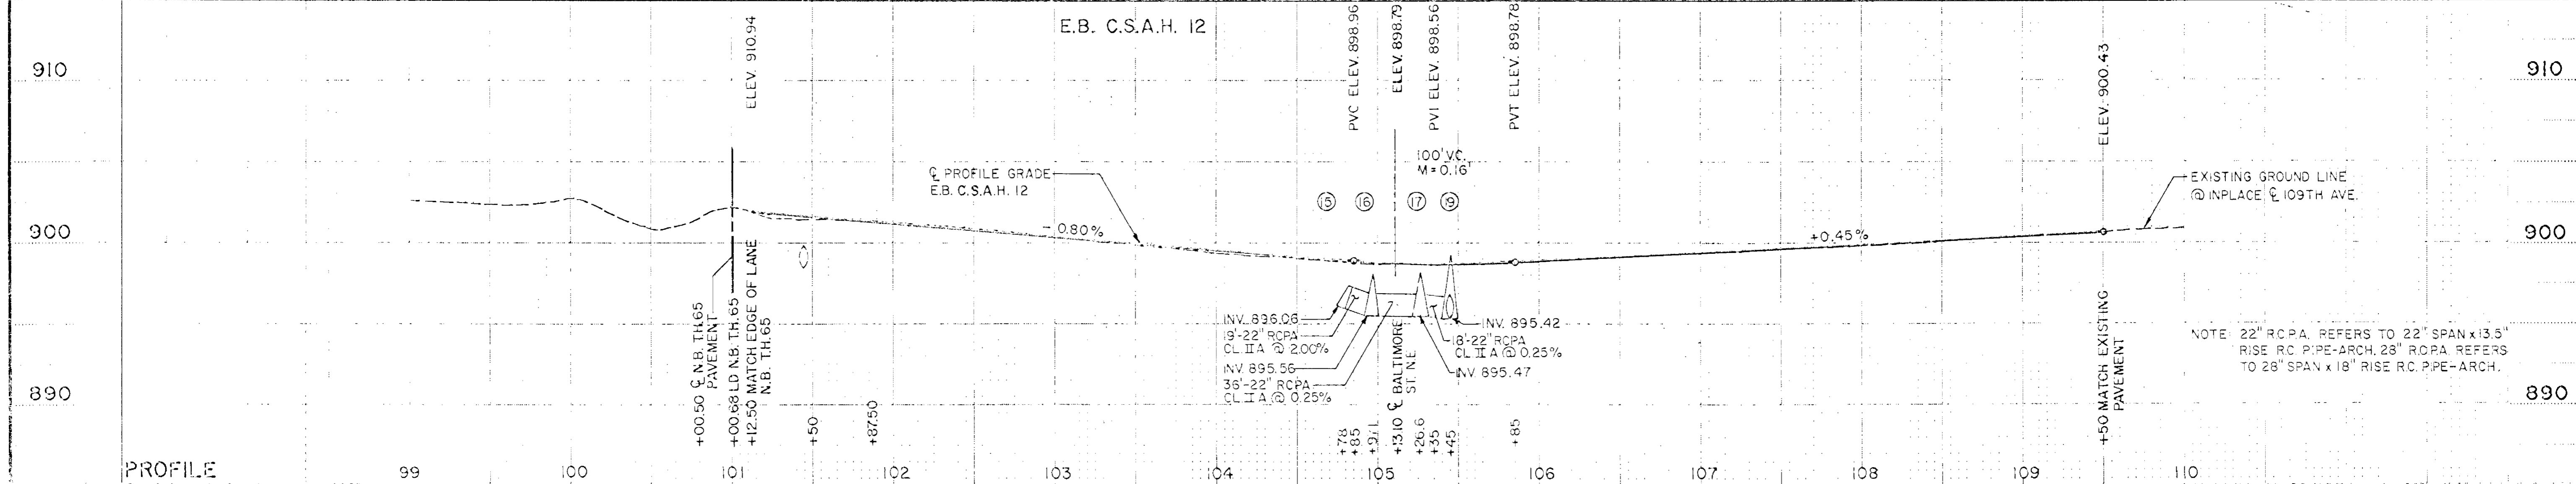 E.B. C.S.A.H. 12
ELEV. 910.94
PVC ELEV. 898.96
ELEV. 898.79
PVI ELEV. 898.56
PVT ELEV. 898.78
ELEV. 900.43
910
910
100' V.C.
M = 0.16'
℄ PROFILE GRADE
E.B. C.S.A.H. 12
15 16 17 19
EXISTING GROUND LINE
@ INPLACE ℄ 109TH AVE.
900
- 0.80%
+0.45%
900
INV. 896.06
19'-22" RCPA
CL. II A @ 2.00%
INV. 895.56
36'-22" RCPA
CL. II A @ 0.25%
INV. 895.42
18'-22" RCPA
CL. II A @ 0.25%
INV. 895.47
NOTE: 22" R.C.P.A. REFERS TO 22" SPAN x 13.5"
RISE R.C. PIPE-ARCH. 28" R.C.P.A. REFERS
TO 28" SPAN x 18" RISE R.C. PIPE-ARCH.
890
890
+00.50 ℄ N.B. T.H. 65
PAVEMENT
+00.68 LD N.B. T.H. 65
+12.50 MATCH EDGE OF LANE
N.B. T.H. 65
+50
+87.50
+78
+85
+97.1
+13.10 ℄ BALTIMORE
ST. N.E.
+26.6
+35
+45
+85
+50 MATCH EXISTING
PAVEMENT
PROFILE
99 100 101 102 103 104 105 106 107 108 109 110